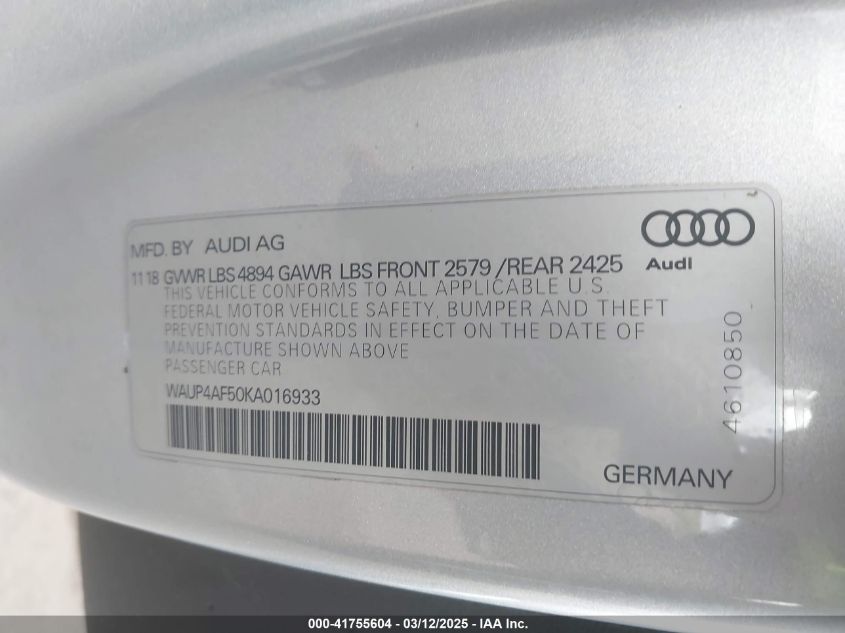 MFD. BY AUDI AG
Audi
11 18 GVWR LBS 4894 GAWR LBS FRONT 2579 /REAR 2425
THIS VEHICLE CONFORMS TO ALL APPLICABLE U.S.
FEDERAL MOTOR VEHICLE SAFETY, BUMPER AND THEFT
PREVENTION STANDARDS IN EFFECT ON THE DATE OF
MANUFACTURE SHOWN ABOVE
PASSENGER CAR
WAUP4AF50KA016933
4610850
GERMANY
000-41755604 / 03/12/2025 - IAA Inc.